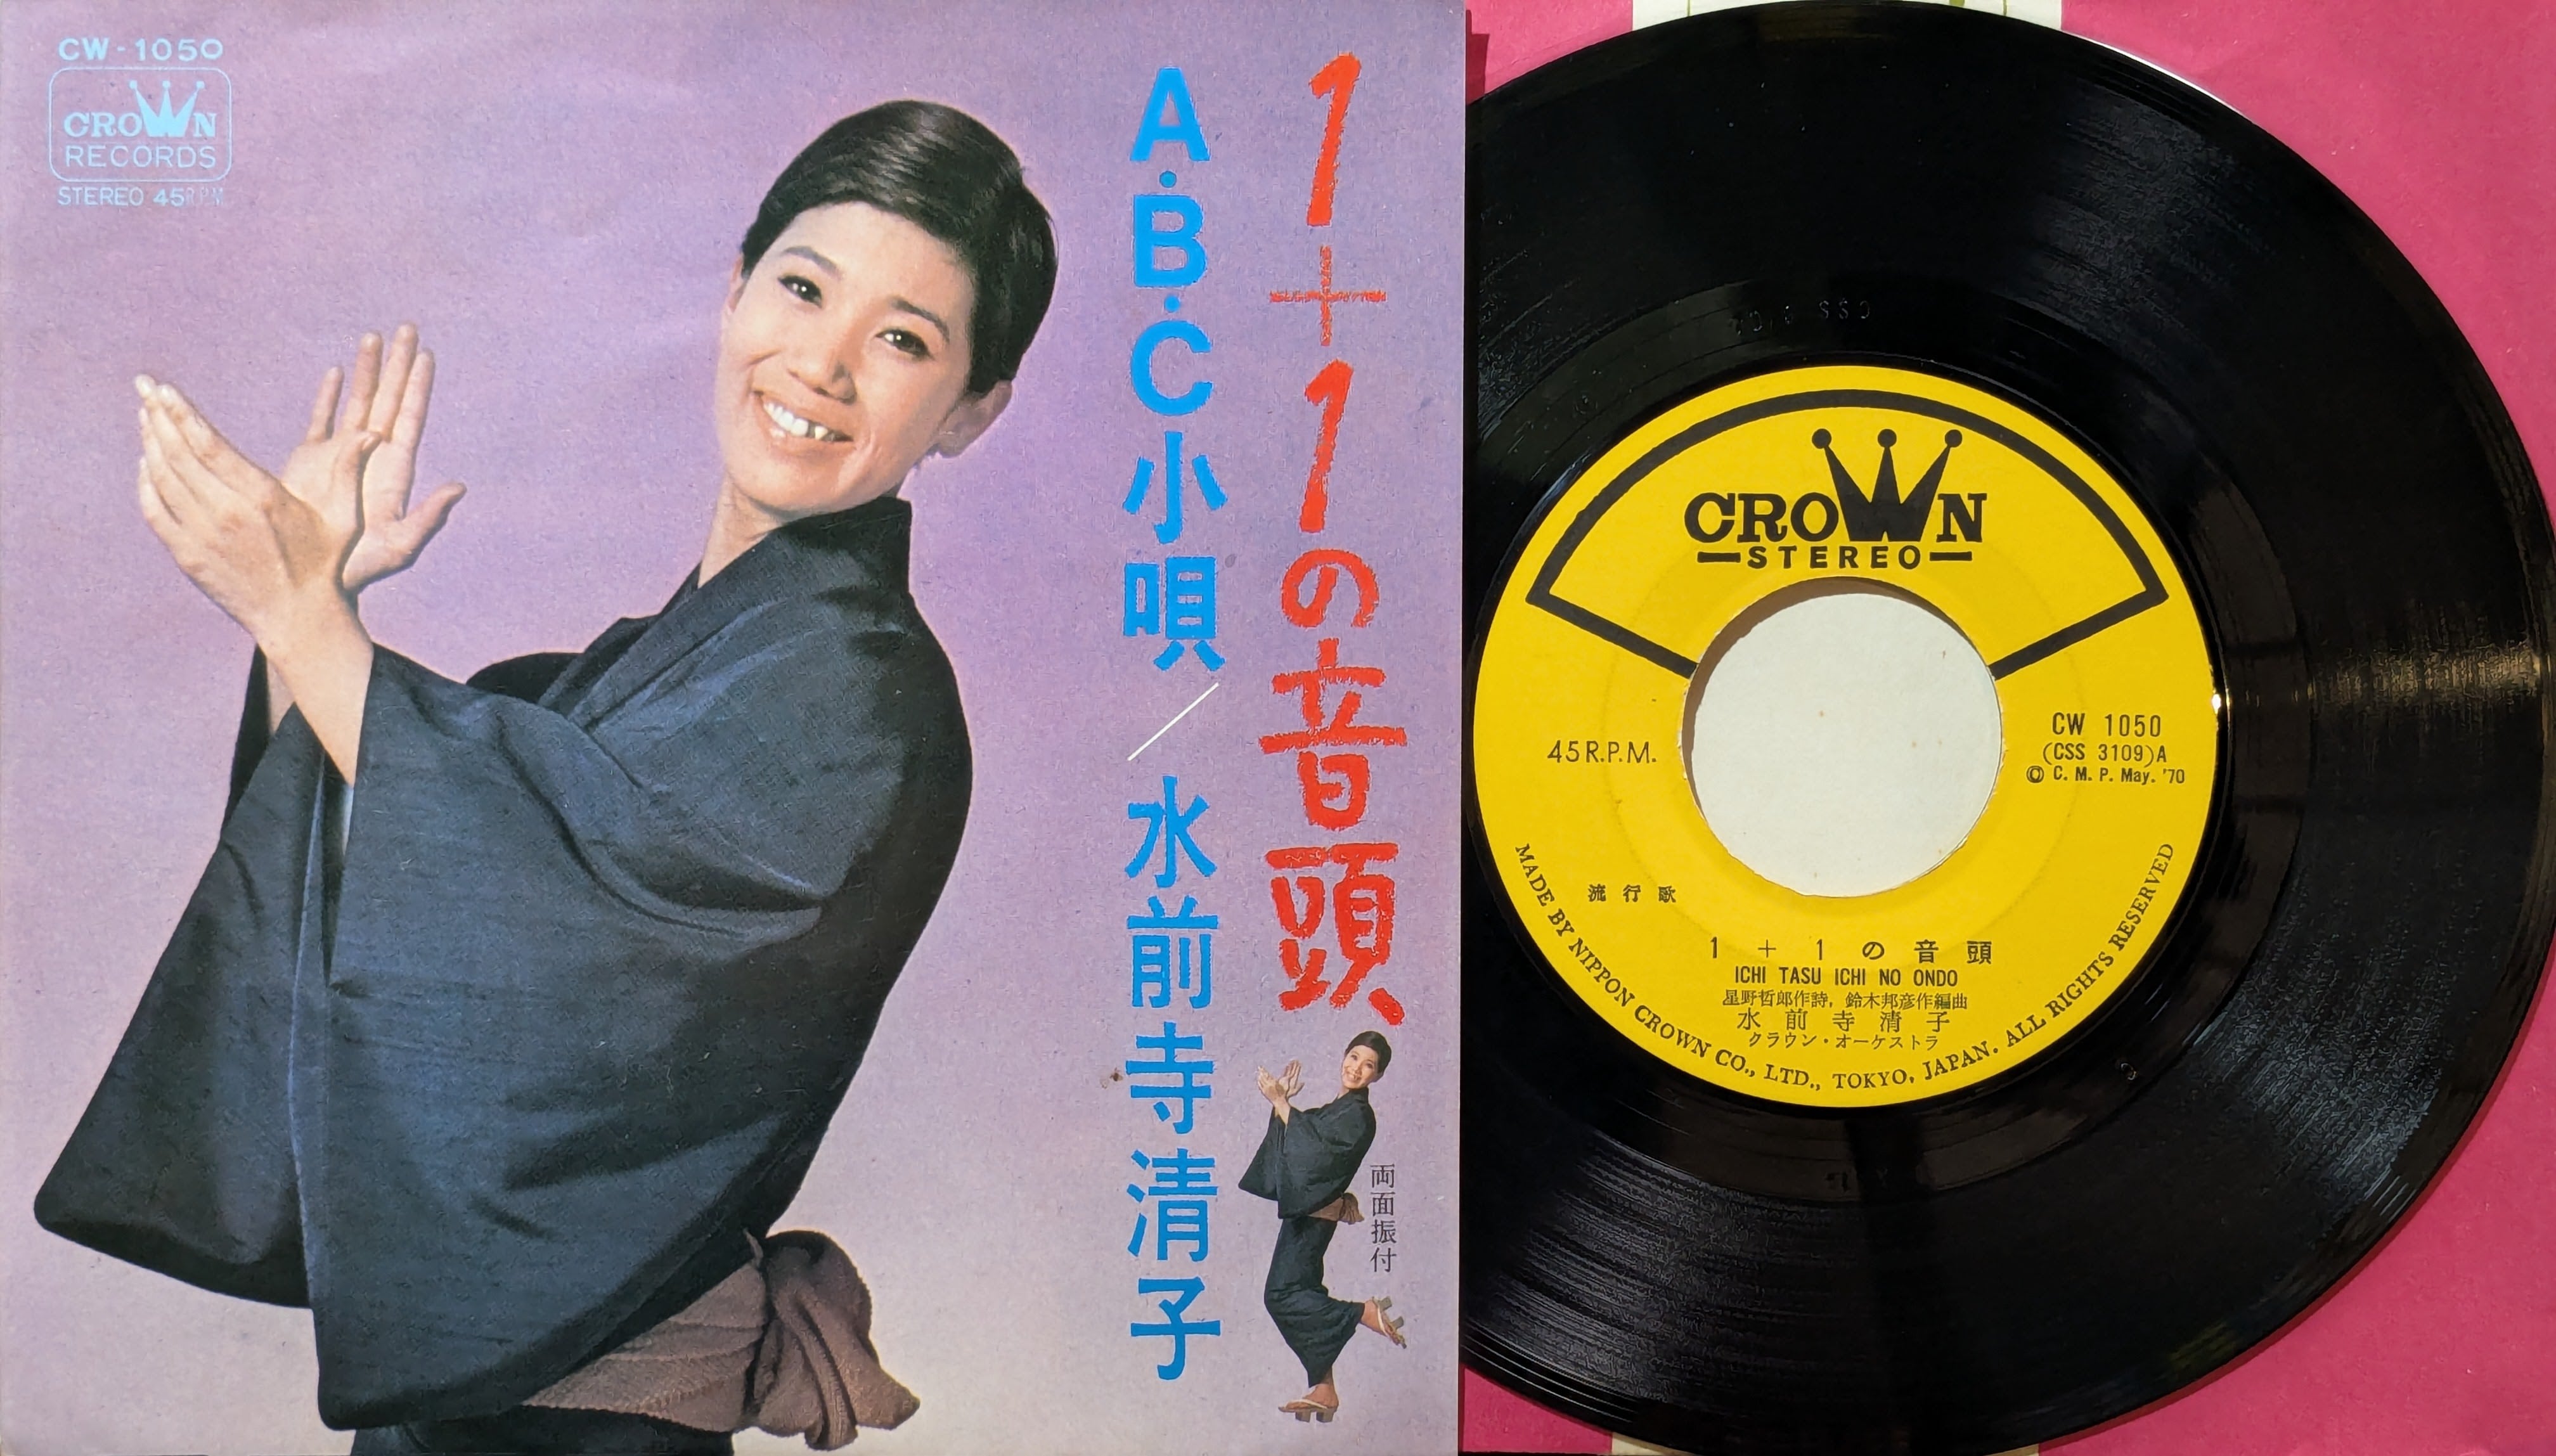 CW-1050
CROWN
RECORDS
STEREO 45RPM
1+1の音頭
A・B・C小唄/水前寺清子
両面振付
CROWN
STEREO
45R.P.M.
CW 1050
(CSS 3109)A
© C. M. P. May. '70
流行歌
1+1の音頭
ICHI TASU ICHI NO ONDO
星野哲郎作詩, 鈴木邦彦作編曲
水前寺清子
クラウン・オーケストラ
MADE BY NIPPON CROWN CO., LTD., TOKYO, JAPAN. ALL RIGHTS RESERVED